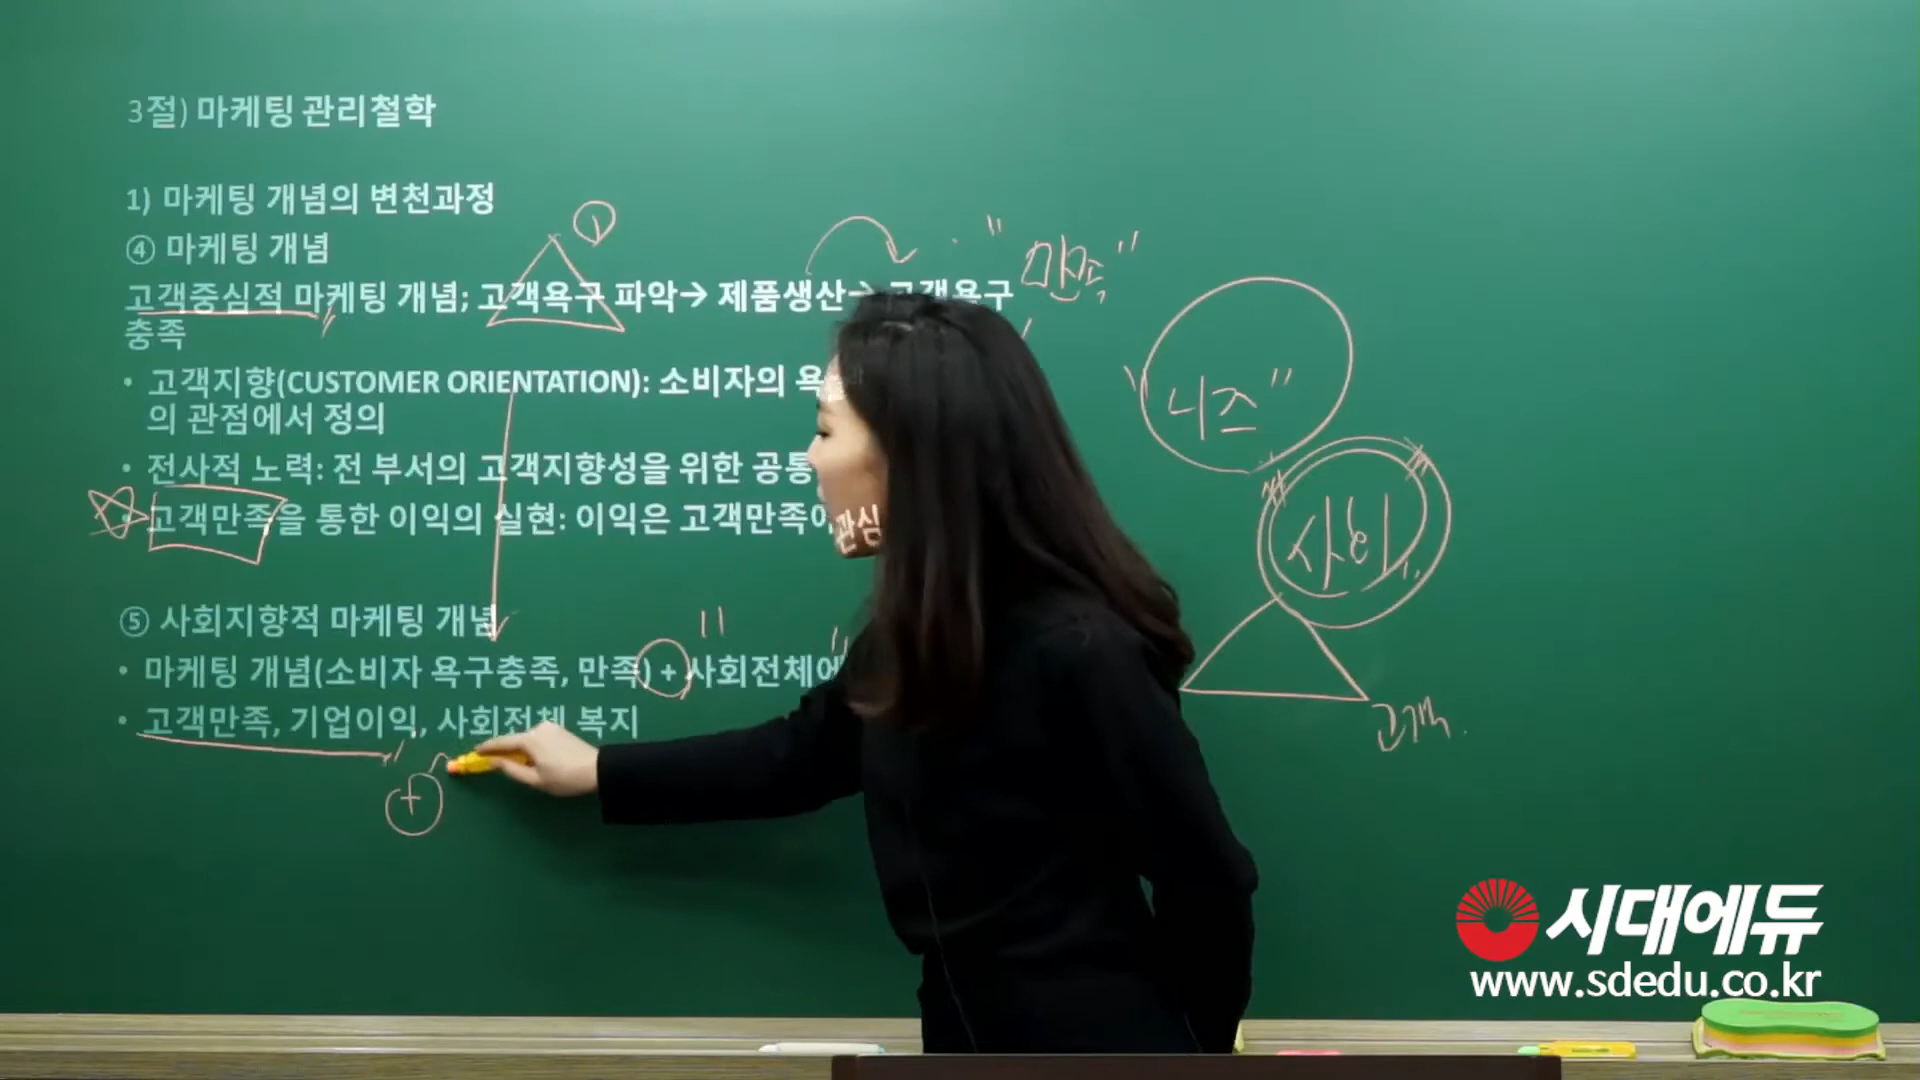 3절) 마케팅 관리철학
1) 마케팅 개념의 변천과정
①
④ 마케팅 개념
" 만족 "
고객중심적 마케팅 개념; 고객욕구 파악→ 제품생산→ 고객욕구
충족
• 고객지향(CUSTOMER ORIENTATION): 소비자의 욕
의 관점에서 정의
" 니즈 "
• 전사적 노력: 전 부서의 고객지향성을 위한 공통
• 고객만족을 통한 이익의 실현: 이익은 고객만족에
관심
사회
⑤ 사회지향적 마케팅 개념
• 마케팅 개념(소비자 욕구충족, 만족) + 사회전체에
• 고객만족, 기업이익, 사회전체 복지
고객
+
시대에듀
www.sdedu.co.kr